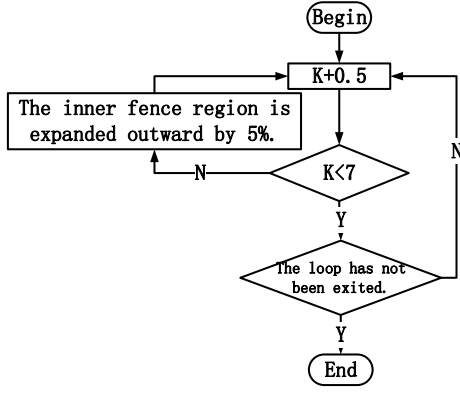 Begin
K+0.5
The inner fence region is
expanded outward by 5%.
N
K<7
N
Y
The loop has not
been exited.
Y
End